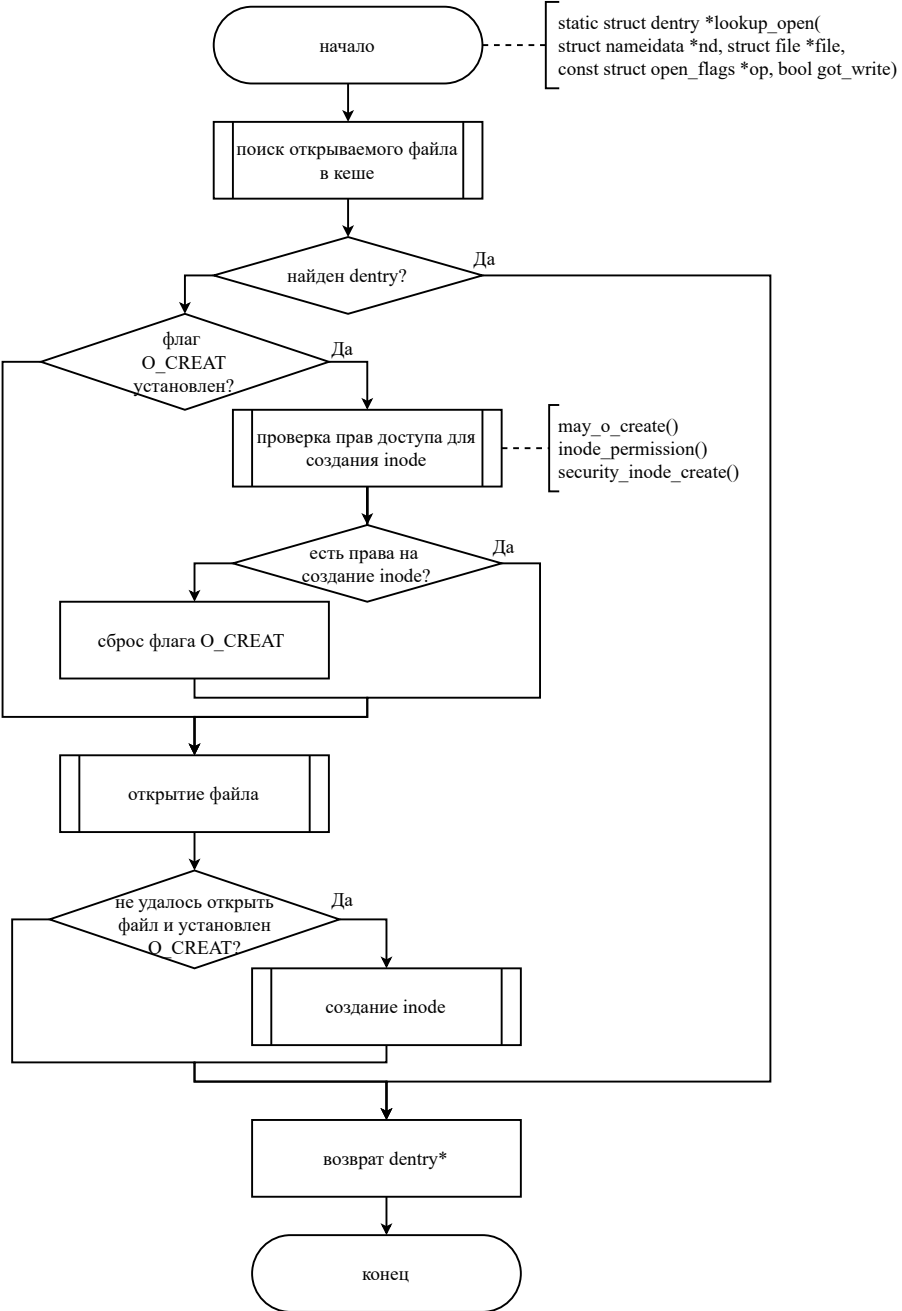 начало
static struct dentry *lookup_open(
struct nameidata *nd, struct file *file,
const struct open_flags *op, bool got_write)
поиск открываемого файла
в кеше
найден dentry?
Да
флаг
O_CREAT
установлен?
Да
проверка прав доступа для
создания inode
may_o_create()
inode_permission()
security_inode_create()
есть права на
создание inode?
Да
сброс флага O_CREAT
открытие файла
не удалось открыть
файл и установлен
O_CREAT?
Да
создание inode
возврат dentry*
конец